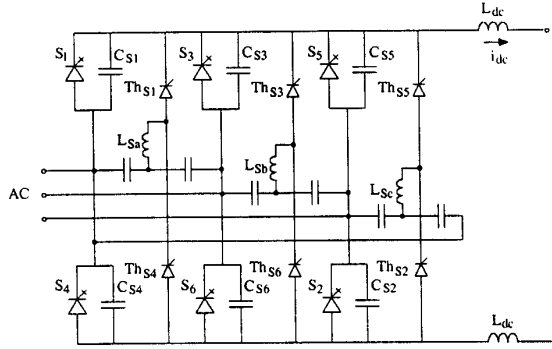 L_dc
i_dc
S_1 C_S1 S_3 C_S3 S_5 C_S5
Th_S1 Th_S3 Th_S5
L_Sa L_Sb L_Sc
AC
Th_S4 Th_S6 Th_S2
S_4 C_S4 S_6 C_S6 S_2 C_S2
L_dc